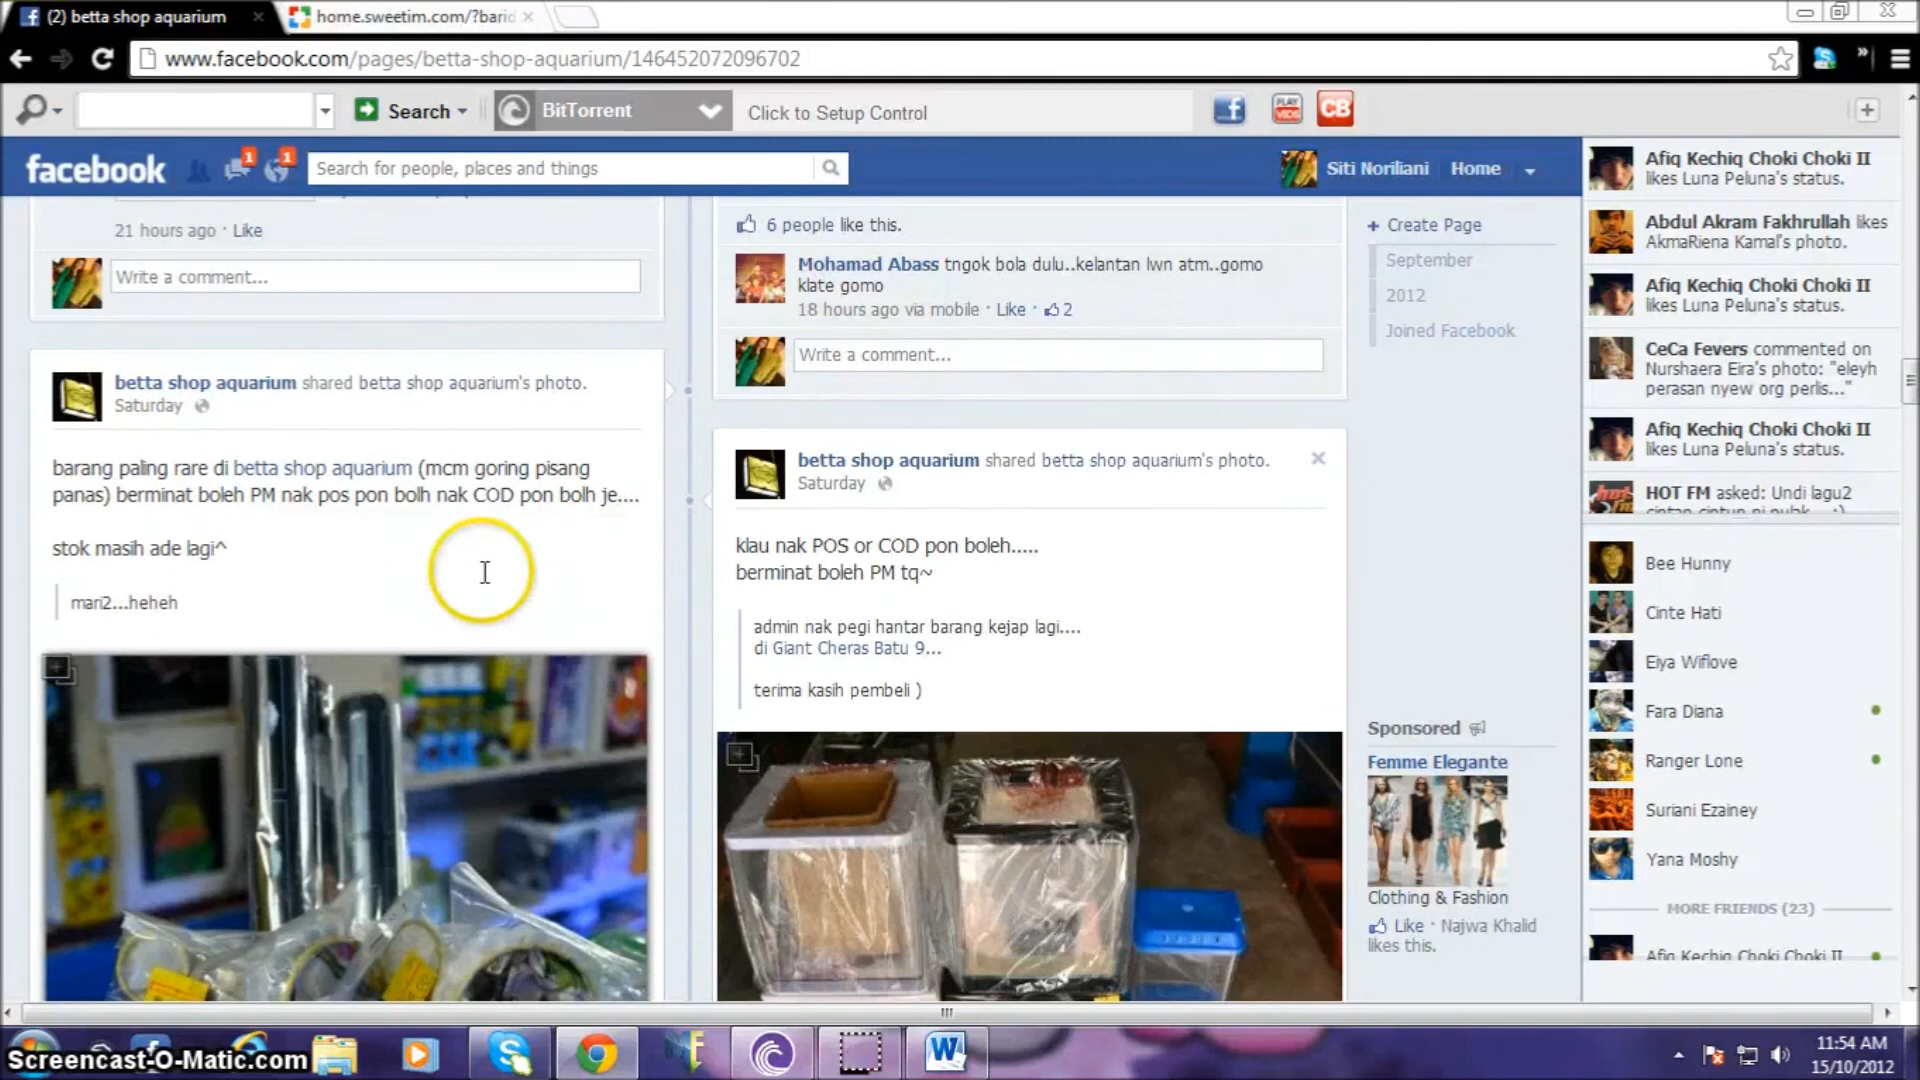 (2) betta shop aquarium
home.sweetim.com/?barid
www.facebook.com/pages/betta-shop-aquarium/146452072096702
Search
BitTorrent
Click to Setup Control
PLAY VIDS
CB
facebook
1
1
Search for people, places and things
Siti Noriliani
Home
21 hours ago · Like
Write a comment...
betta shop aquarium shared betta shop aquarium's photo.
Saturday
barang paling rare di betta shop aquarium (mcm goring pisang
panas) berminat boleh PM nak pos pon bolh nak COD pon bolh je....
stok masih ade lagi^
mari2...heheh
6 people like this.
Mohamad Abass tngok bola dulu..kelantan lwn atm..gomo
klate gomo
18 hours ago via mobile · Like · 2
Write a comment...
betta shop aquarium shared betta shop aquarium's photo.
Saturday
klau nak POS or COD pon boleh.....
berminat boleh PM tq~
admin nak pegi hantar barang kejap lagi....
di Giant Cheras Batu 9...
terima kasih pembeli )
+ Create Page
September
2012
Joined Facebook
Sponsored
Femme Elegante
Clothing & Fashion
Like · Najwa Khalid
likes this.
Afiq Kechiq Choki Choki II
likes Luna Peluna's status.
Abdul Akram Fakhrullah likes
AkmaRiena Kamal's photo.
Afiq Kechiq Choki Choki II
likes Luna Peluna's status.
CeCa Fevers commented on
Nurshaera Eira's photo: "eleyh
perasan nyew org perlis..."
Afiq Kechiq Choki Choki II
likes Luna Peluna's status.
HOT FM asked: Undi lagu2
Bee Hunny
Cinte Hati
Eiya Wiflove
Fara Diana
Ranger Lone
Suriani Ezainey
Yana Moshy
MORE FRIENDS (23)
Afiq Kechiq Choki Choki II
Screencast-O-Matic.com
11:54 AM
15/10/2012